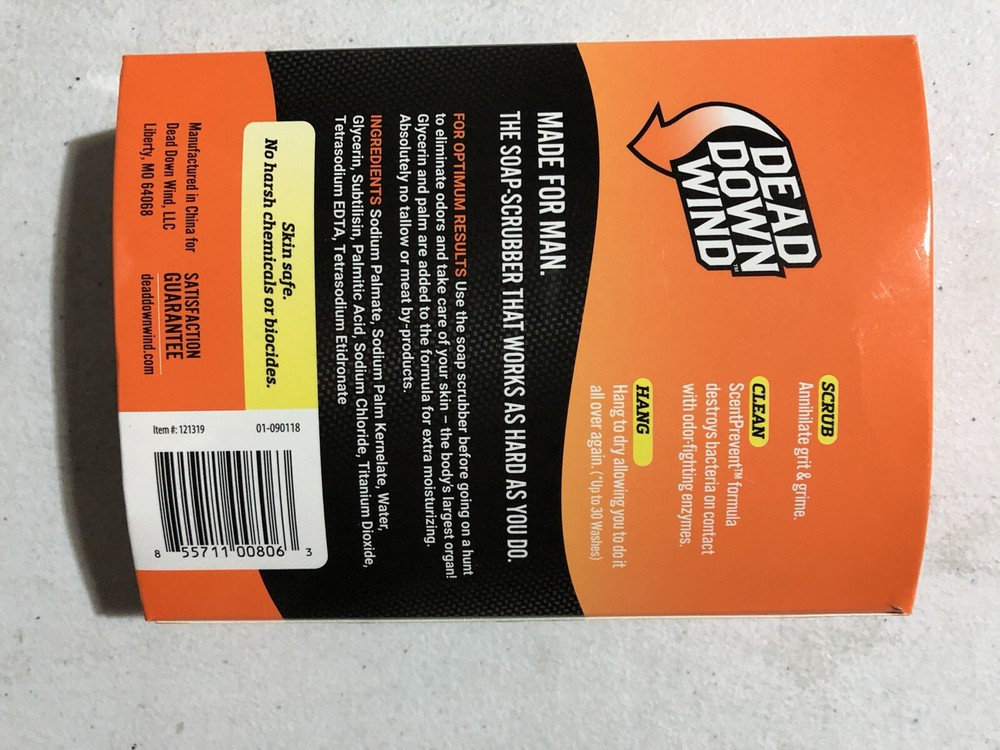 DEAD
DOWN
WIND™
SCRUB
Annihilate grit & grime.
CLEAN
ScentPrevent™ formula
destroys bacteria on contact
with odor-fighting enzymes.
HANG
Hang to dry allowing you to do it
all over again. (*Up to 30 Washes)
MADE FOR MAN.
THE SOAP-SCRUBBER THAT WORKS AS HARD AS YOU DO.
FOR OPTIMUM RESULTS Use the soap scrubber before going on a hunt
to eliminate odors and take care of your skin – the body's largest organ!
Glycerin and palm are added to the formula for extra moisturizing.
Absolutely no tallow or meat by-products.
INGREDIENTS Sodium Palmate, Sodium Palm Kernelate, Water,
Glycerin, Subtilisin, Palmitic Acid, Sodium Chloride, Titanium Dioxide,
Tetrasodium EDTA, Tetrasodium Etidronate
Skin safe.
No harsh chemicals or biocides.
Manufactured in China for
Dead Down Wind, LLC
Liberty, MO 64068
SATISFACTION
GUARANTEE
deaddownwind.com
01-090118
Item #: 121319
8 55711 00806 3